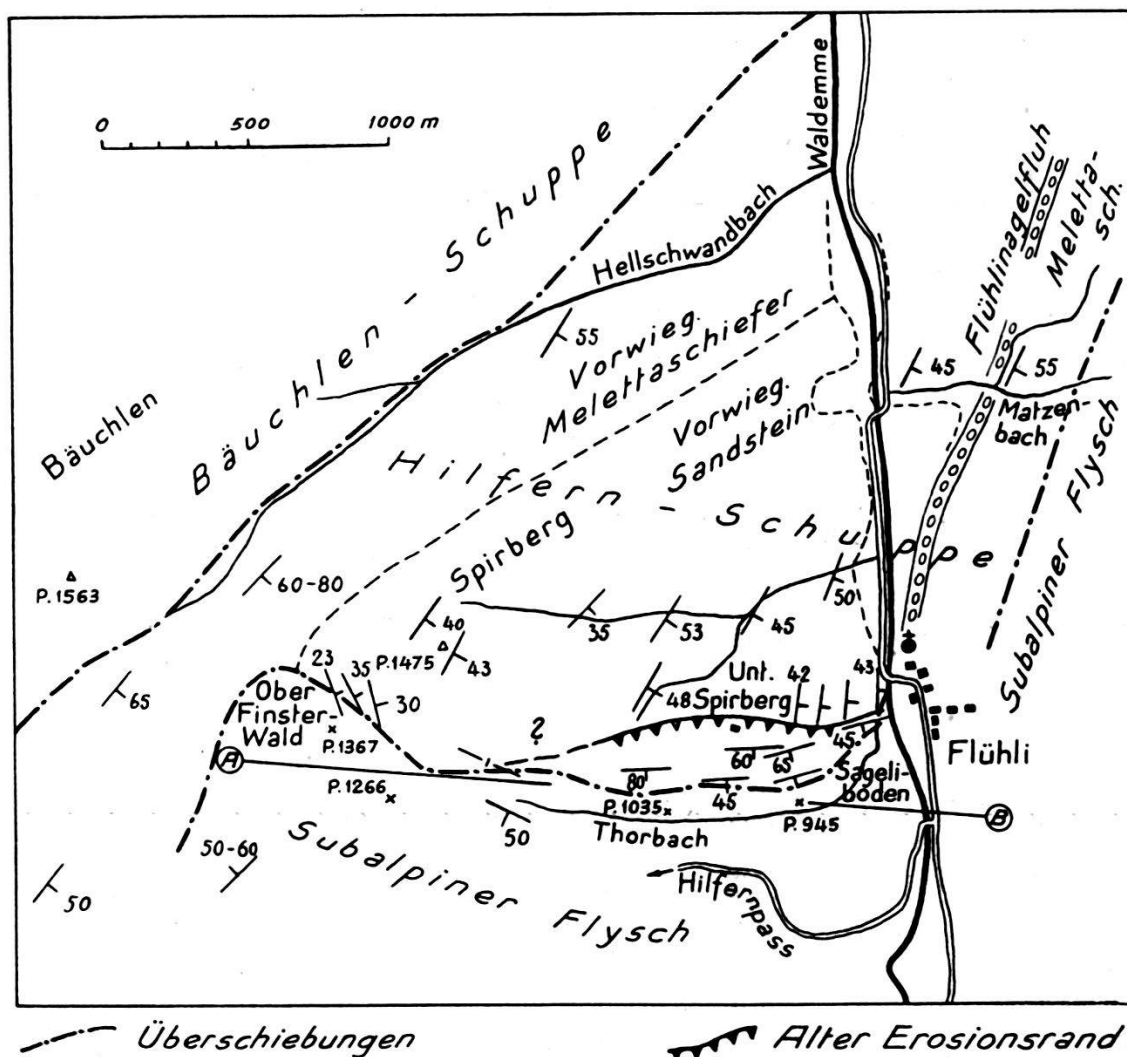 0 500 1000 m
Waldemme
Bäuchlen - Schuppe
Hellschwandbach
Flühlinagelfluh
Meletta-
sch.
55
Vorwieg.
Melettaschiefer
45
55
Matzen-
bach
Vorwieg.
Sandstein
Bäuchlen
Hilfern - Schuppe
Subalpiner Flysch
Spirberg
P.1563
60-80
50
40
35
53
45
P.1475
43
23
35
30
65
Ober
Finster-
Wald
P.1367
48
Unt.
Spirberg
42
43
?
45
60
65
Flühli
A
P.1266
80
45
Sageli-
boden
P.1035
P.945
B
50
Thorbach
50-60
50
Subalpiner Flysch
Hilfernpass
Überschiebungen
Alter Erosionsrand